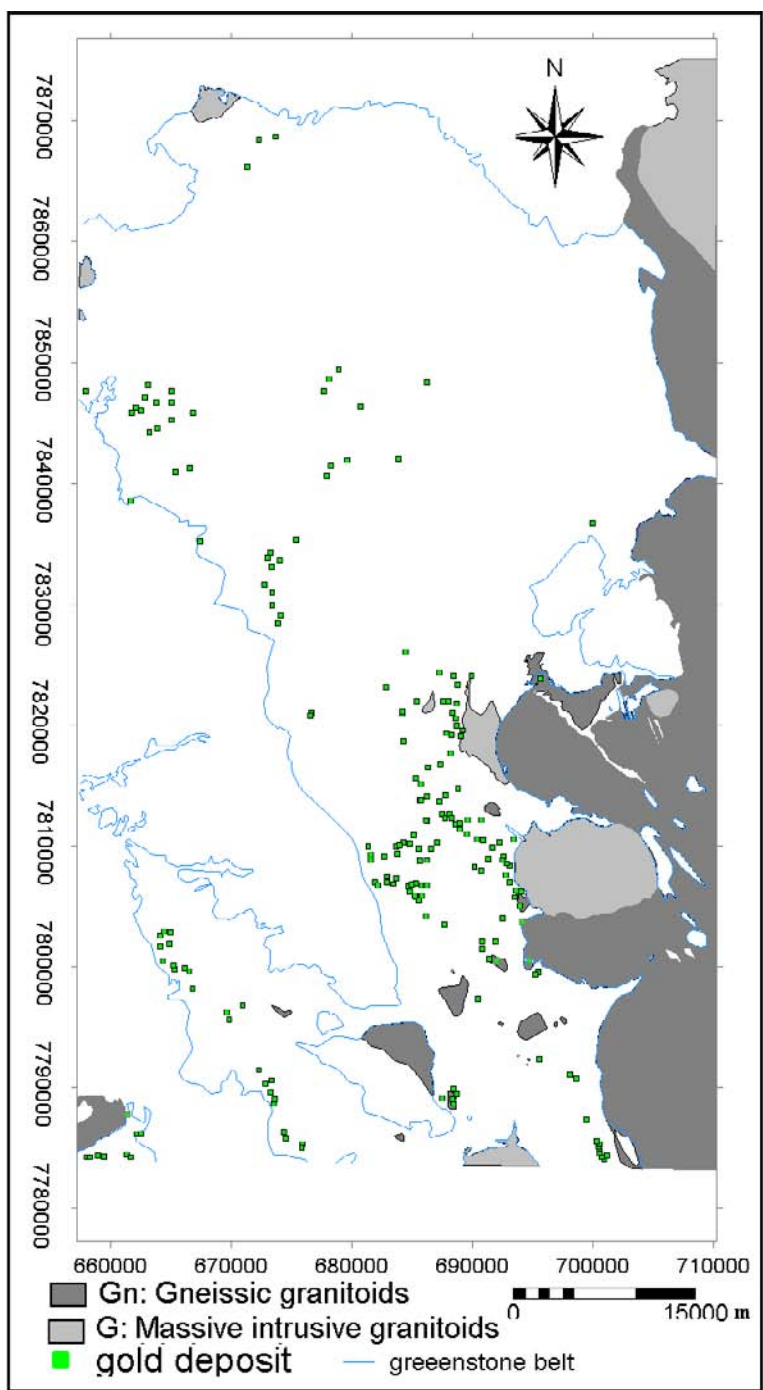 N
7870000
7860000
7850000
7840000
7830000
7820000
7810000
7800000
7790000
7780000
660000 670000 680000 690000 700000 710000
Gn: Gneissic granitoids
0 15000 m
G: Massive intrusive granitoids
gold deposit
greeenstone belt